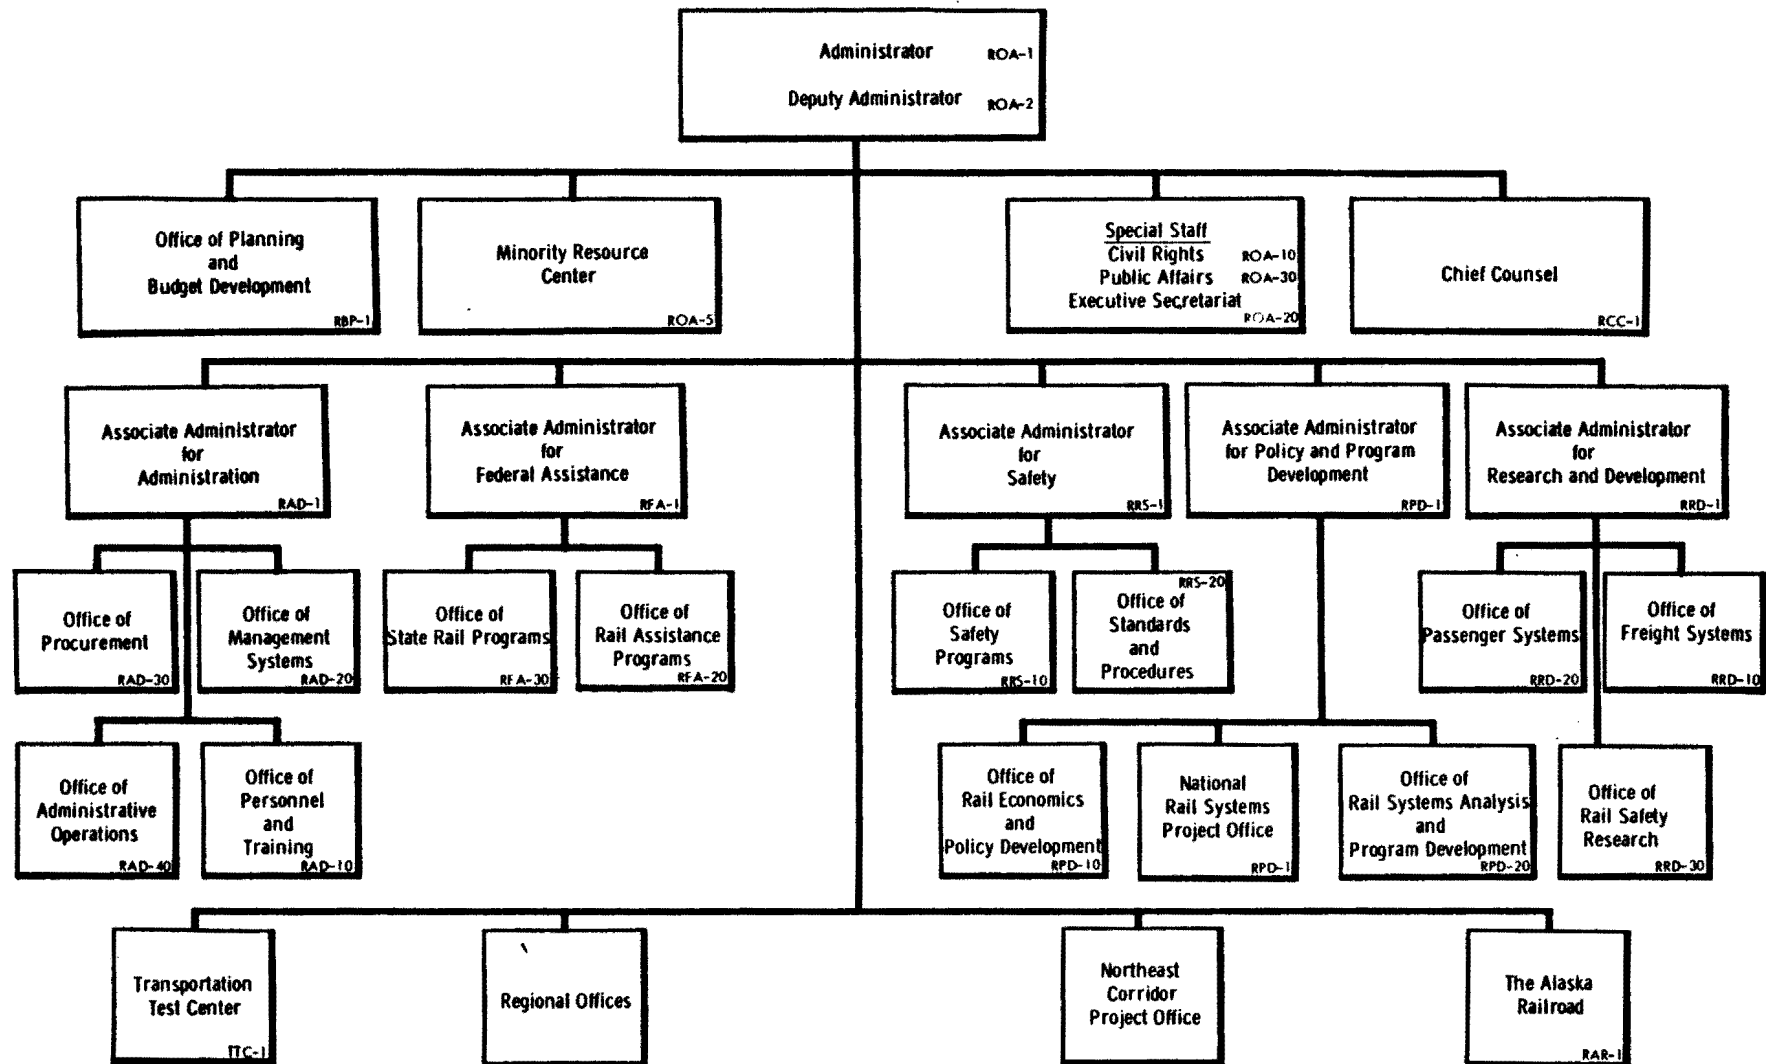 Administrator ROA-1
Deputy Administrator ROA-2
Office of Planning
and
Budget Development
RBP-1
Minority Resource
Center
ROA-5
Special Staff
Civil Rights ROA-10
Public Affairs ROA-30
Executive Secretariat
ROA-20
Chief Counsel
RCC-1
Associate Administrator
for
Administration
RAD-1
Associate Administrator
for
Federal Assistance
RFA-1
Associate Administrator
for
Safety
RRS-1
Associate Administrator
for Policy and Program
Development
RPD-1
Associate Administrator
for
Research and Development
RRD-1
Office of
Procurement
RAD-30
Office of
Management
Systems
RAD-20
Office of
State Rail Programs
RFA-30
Office of
Rail Assistance
Programs
RFA-20
Office of
Safety
Programs
RRS-10
RRS-20
Office of
Standards
and
Procedures
Office of
Passenger Systems
RRD-20
Office of
Freight Systems
RRD-10
Office of
Administrative
Operations
RAD-40
Office of
Personnel
and
Training
RAD-10
Office of
Rail Economics
and
Policy Development
RPD-10
National
Rail Systems
Project Office
RPD-1
Office of
Rail Systems Analysis
and
Program Development
RPD-20
Office of
Rail Safety
Research
RRD-30
Transportation
Test Center
TTC-1
Regional Offices
Northeast
Corridor
Project Office
The Alaska
Railroad
RAR-1